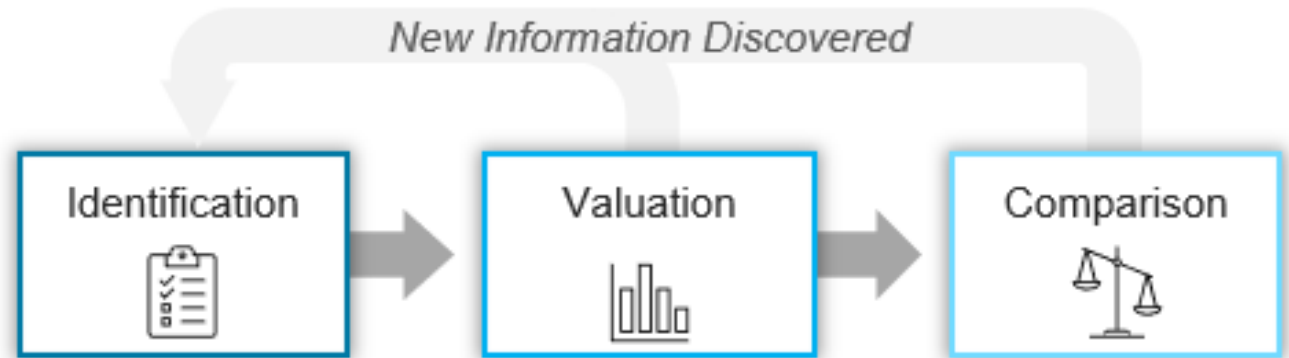 New Information Discovered
Identification
Valuation
Comparison